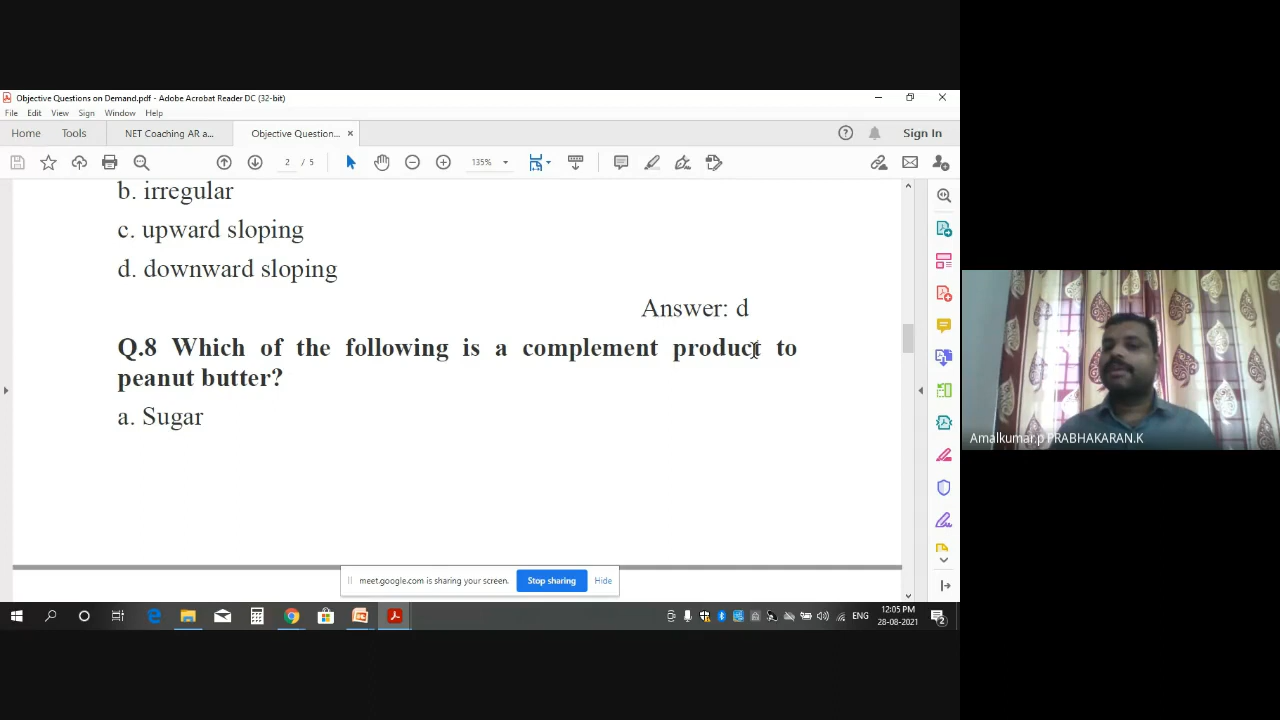 Objective Questions on Demand.pdf - Adobe Acrobat Reader DC (32-bit)
File Edit View Sign Window Help
Home Tools NET Coaching AR a... Objective Question... × Sign In
2 / 5 135%
b. irregular
c. upward sloping
d. downward sloping
Answer: d
Q.8 Which of the following is a complement product to
peanut butter?
a. Sugar
Amalkumar.p PRABHAKARAN.K
meet.google.com is sharing your screen. Stop sharing Hide
ENG 12:05 PM
28-08-2021 2